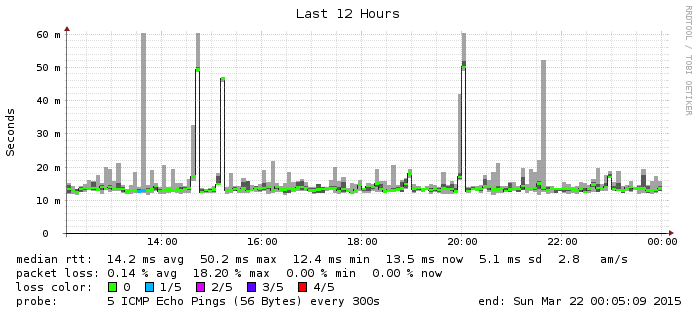 Last 12 Hours
RRDTOOL / TOBI OETIKER
Seconds
60 m
50 m
40 m
30 m
20 m
10 m
0
14:00 16:00 18:00 20:00 22:00 00:00
median rtt: 14.2 ms avg 50.2 ms max 12.4 ms min 13.5 ms now 5.1 ms sd 2.8 am/s
packet loss: 0.14 % avg 18.20 % max 0.00 % min 0.00 % now
loss color: 0 1/5 2/5 3/5 4/5
probe: 5 ICMP Echo Pings (56 Bytes) every 300s end: Sun Mar 22 00:05:09 2015